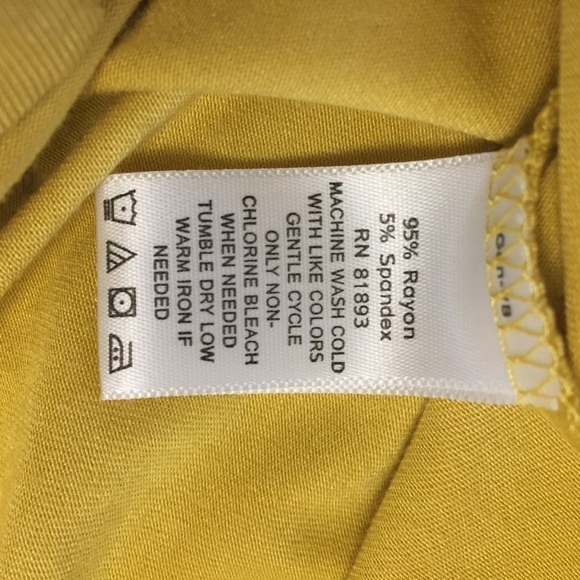 95% Rayon
5% Spandex
RN 81893
MACHINE WASH COLD
WITH LIKE COLORS
GENTLE CYCLE
ONLY NON-
CHLORINE BLEACH
WHEN NEEDED
TUMBLE DRY LOW
WARM IRON IF
NEEDED